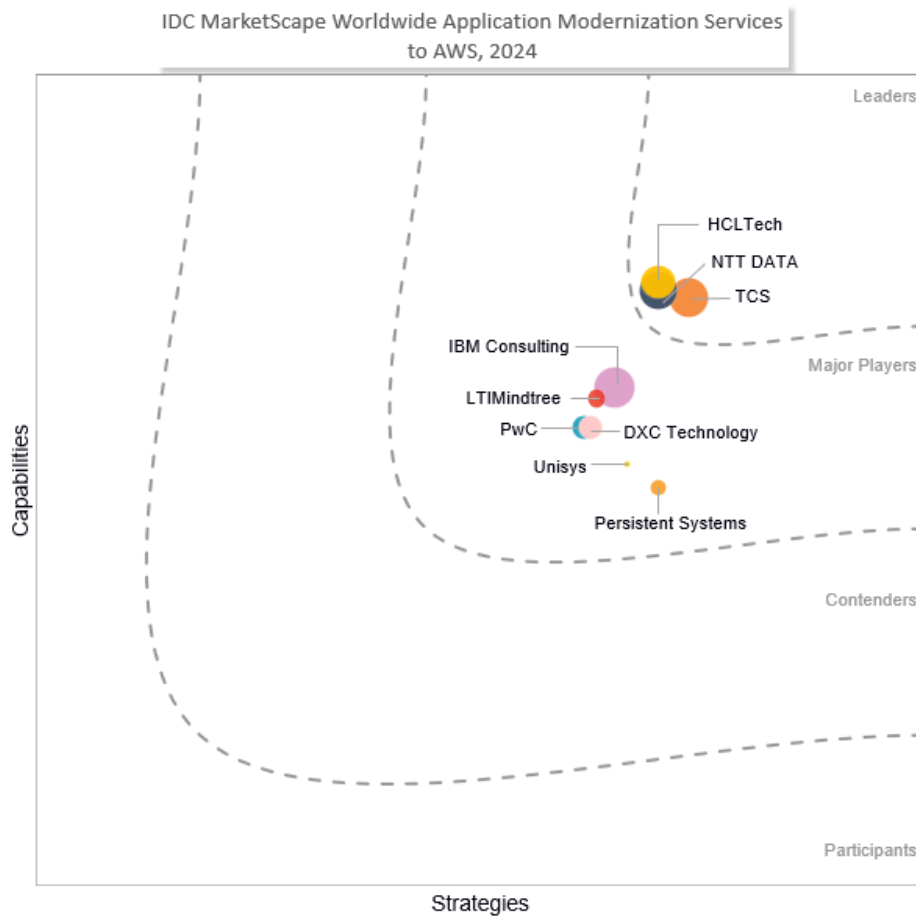 IDC MarketScape Worldwide Application Modernization Services
to AWS, 2024
Leaders
HCLTech
NTT DATA
TCS
IBM Consulting
Major Players
LTIMindtree
PwC
DXC Technology
Unisys
Capabilities
Persistent Systems
Contenders
Participants
Strategies